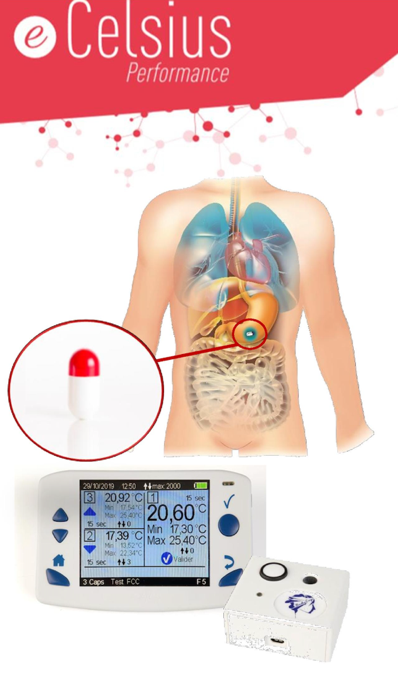 e Celsius
Performance
29/10/2019 12:50 max:2000
3 20,92°C
Min 17,54°C
Max 25,40°C
15 sec 0
2 17,39°C
Min 13,52°C
Max 22,34°C
15 sec 3
1 15 sec
20,60°C
Min 17,30°C
Max 25,40°C
0
Valider
3 Caps Test FCC F5